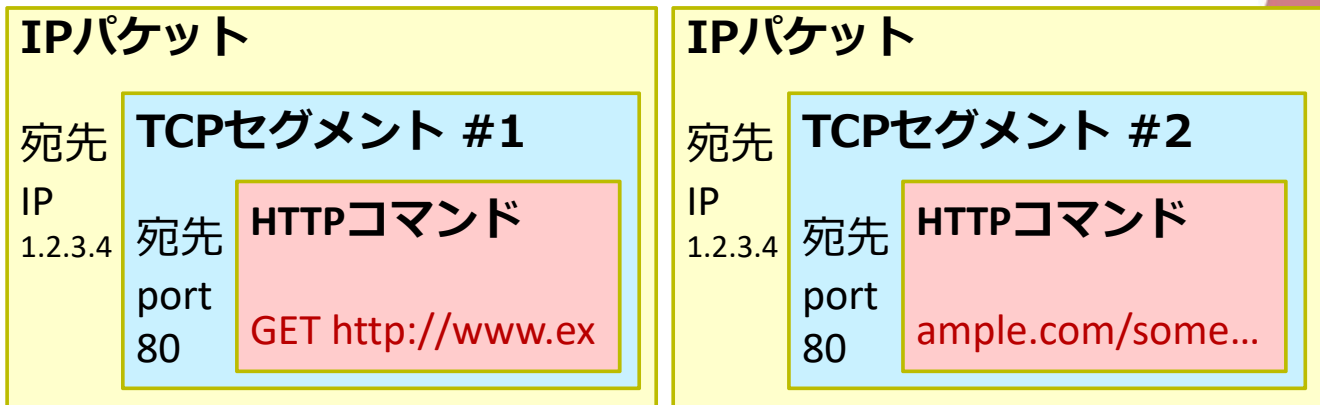 IPパケット
宛先
IP
1.2.3.4
TCPセグメント #1
宛先
port
80
HTTPコマンド
GET http://www.ex
IPパケット
宛先
IP
1.2.3.4
TCPセグメント #2
宛先
port
80
HTTPコマンド
ample.com/some…